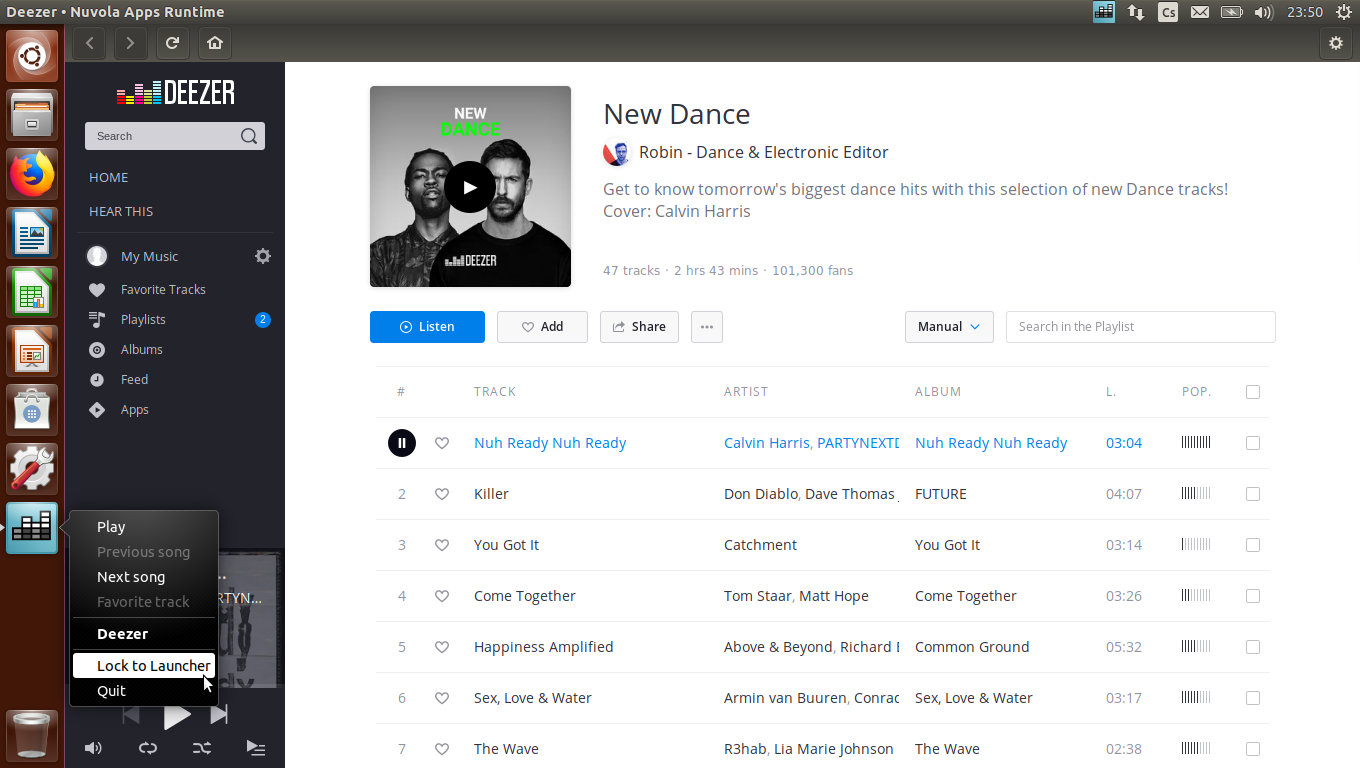 Deezer • Nuvola Apps Runtime
Cs
23:50
DEEZER
Search
HOME
HEAR THIS
My Music
Favorite Tracks
Playlists
2
Albums
Feed
Apps
Play
Previous song
Next song
Favorite track
Deezer
Lock to Launcher
Quit
NEW
DANCE
DEEZER
New Dance
Robin - Dance & Electronic Editor
Get to know tomorrow's biggest dance hits with this selection of new Dance tracks!
Cover: Calvin Harris
47 tracks · 2 hrs 43 mins · 101,300 fans
Listen
Add
Share
Manual
Search in the Playlist
# TRACK ARTIST ALBUM L. POP.
Nuh Ready Nuh Ready Calvin Harris, PARTYNEXTD Nuh Ready Nuh Ready 03:04
2 Killer Don Diablo, Dave Thomas FUTURE 04:07
3 You Got It Catchment You Got It 03:14
4 Come Together Tom Staar, Matt Hope Come Together 03:26
5 Happiness Amplified Above & Beyond, Richard Common Ground 05:32
6 Sex, Love & Water Armin van Buuren, Conrad Sex, Love & Water 03:17
7 The Wave R3hab, Lia Marie Johnson The Wave 02:38